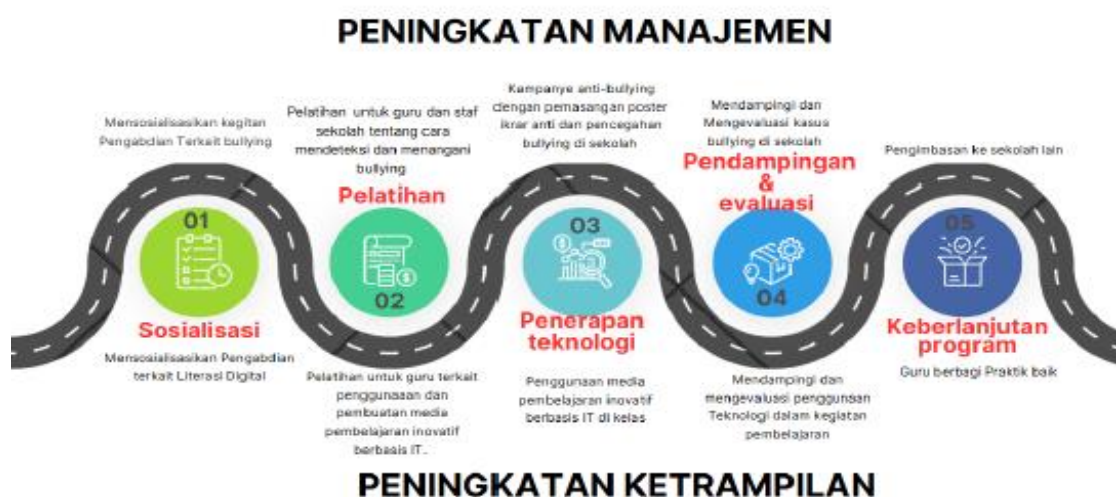 PENINGKATAN MANAJEMEN
Mensosialisasikan kegitan
Pengabdian Terkait bullying
Pelatihan untuk guru dan staf
sekolah tentang cara
mendeteksi dan menangani
bullying
Kampanye anti-bullying
dengan pemasangan poster
ikrar anti dan pencegahan
bullying di sekolah
Mendampingi dan
Mengevaluasi kasus
bullying di sekolah
Pengimbasan ke sekolah lain
01
Sosialisasi
Mensosialisasikan Pengabdian
terkait Literasi Digital
Pelatihan
02
Pelatihan untuk guru terkait
penggunaaan dan
pembuatan media
pembelajaran inovatif
berbasis IT.
03
Penerapan
teknologi
Penggunaan media
pembelajaran inovatif
berbasis IT di kelas
Pendampingan
&
evaluasi
04
Mendampingi dan
mengevaluasi penggunaan
Teknologi dalam kegiatan
pembelajaran
05
Keberlanjutan
program
Guru berbagi Praktik baik
PENINGKATAN KETRAMPILAN